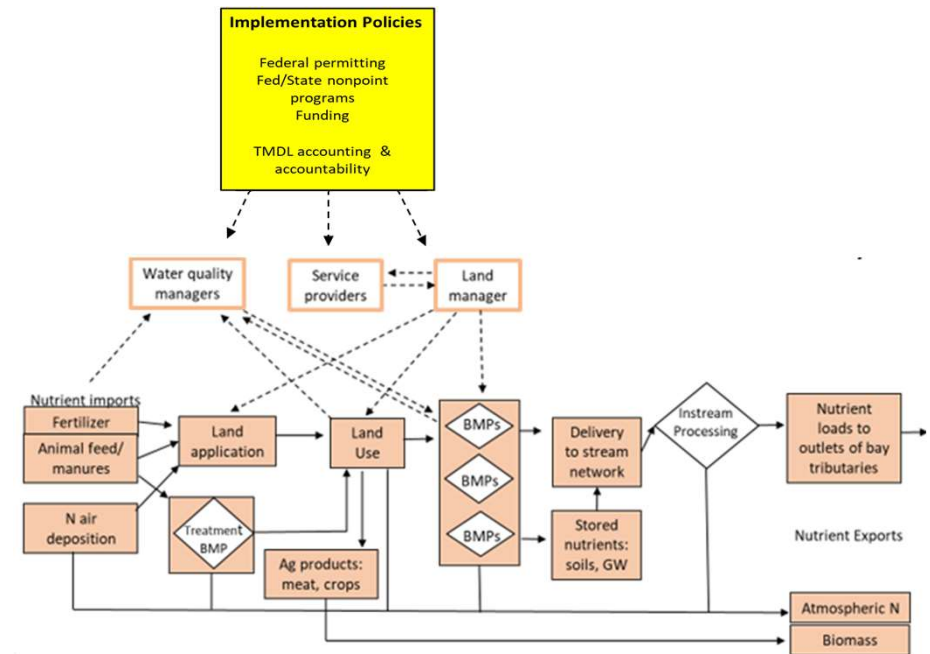 Implementation Policies
Federal permitting
Fed/State nonpoint
programs
Funding
TMDL accounting &
accountability
Water quality
managers
Service
providers
Land
manager
Nutrient imports
Fertilizer
Animal feed/
manures
N air
deposition
Land
application
Treatment
BMP
Land
Use
Ag products:
meat, crops
BMPs
BMPs
BMPs
Delivery
to stream
network
Stored
nutrients:
soils, GW
Instream
Processing
Nutrient
loads to
outlets of bay
tributaries
Nutrient Exports
Atmospheric N
Biomass